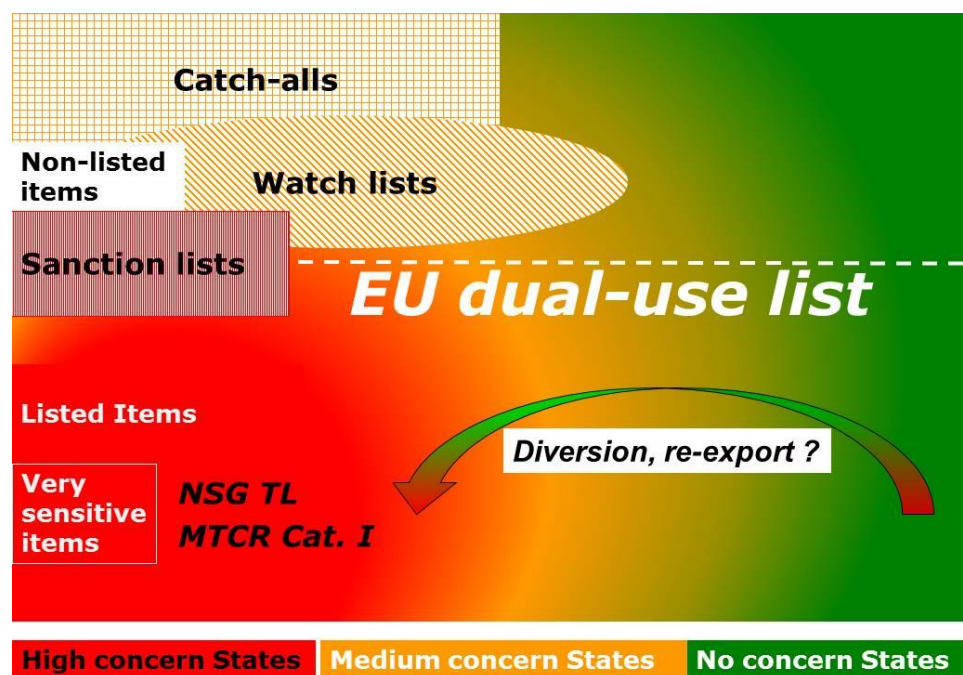 Catch-alls
Non-listed
items
Watch lists
Sanction lists
EU dual-use list
Listed Items
Diversion, re-export ?
Very
sensitive
items
NSG TL
MTCR Cat. I
High concern States
Medium concern States
No concern States